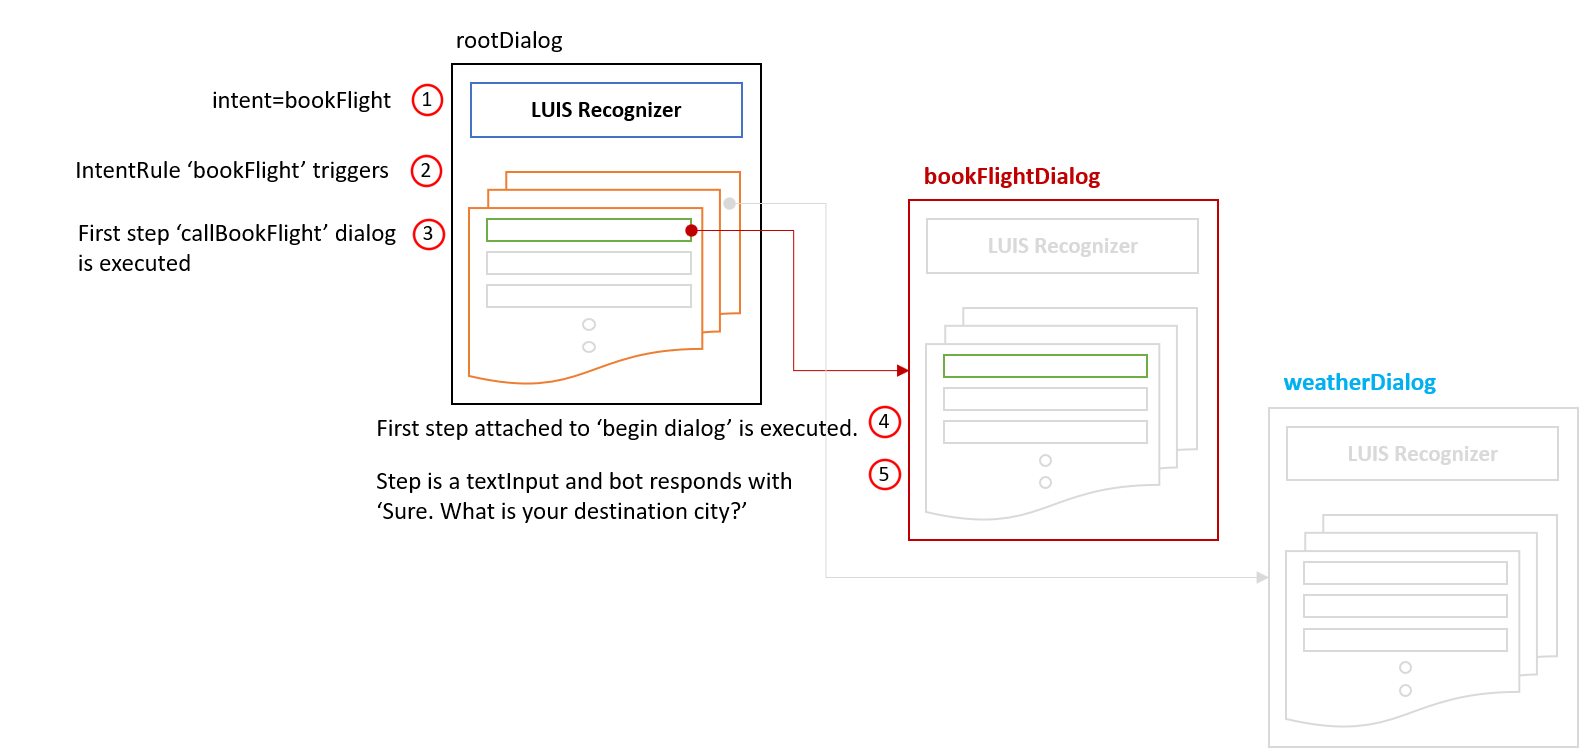 rootDialog
intent=bookFlight
1
LUIS Recognizer
IntentRule ‘bookFlight’ triggers
2
First step ‘callBookFlight’ dialog
is executed
3
bookFlightDialog
LUIS Recognizer
First step attached to ‘begin dialog’ is executed.
4
Step is a textInput and bot responds with
‘Sure. What is your destination city?’
5
weatherDialog
LUIS Recognizer